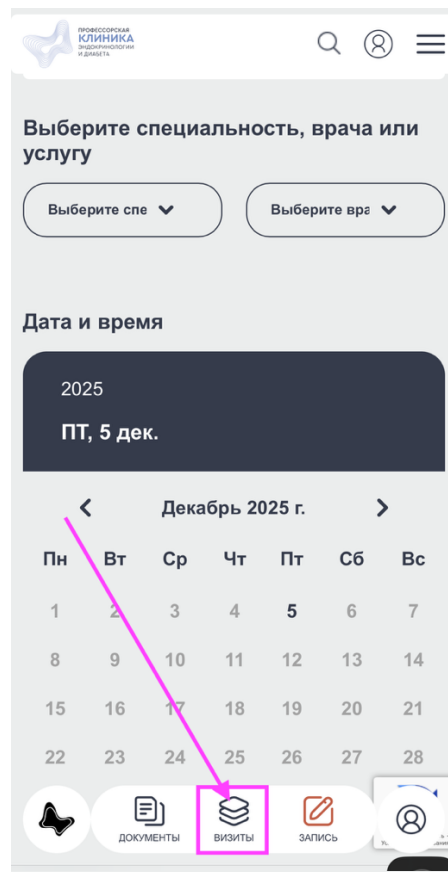 ПРОФЕССОРСКАЯ
КЛИНИКА
ЭНДОКРИНОЛОГИИ
И ДИАБЕТА
Выберите специальность, врача или
услугу
Выберите спе
Выберите вра
Дата и время
2025
ПТ, 5 дек.
Декабрь 2025 г.
Пн Вт Ср Чт Пт Сб Вс
1 2 3 4 5 6 7
8 9 10 11 12 13 14
15 16 17 18 19 20 21
22 23 24 25 26 27 28
ДОКУМЕНТЫ ВИЗИТЫ ЗАПИСЬ